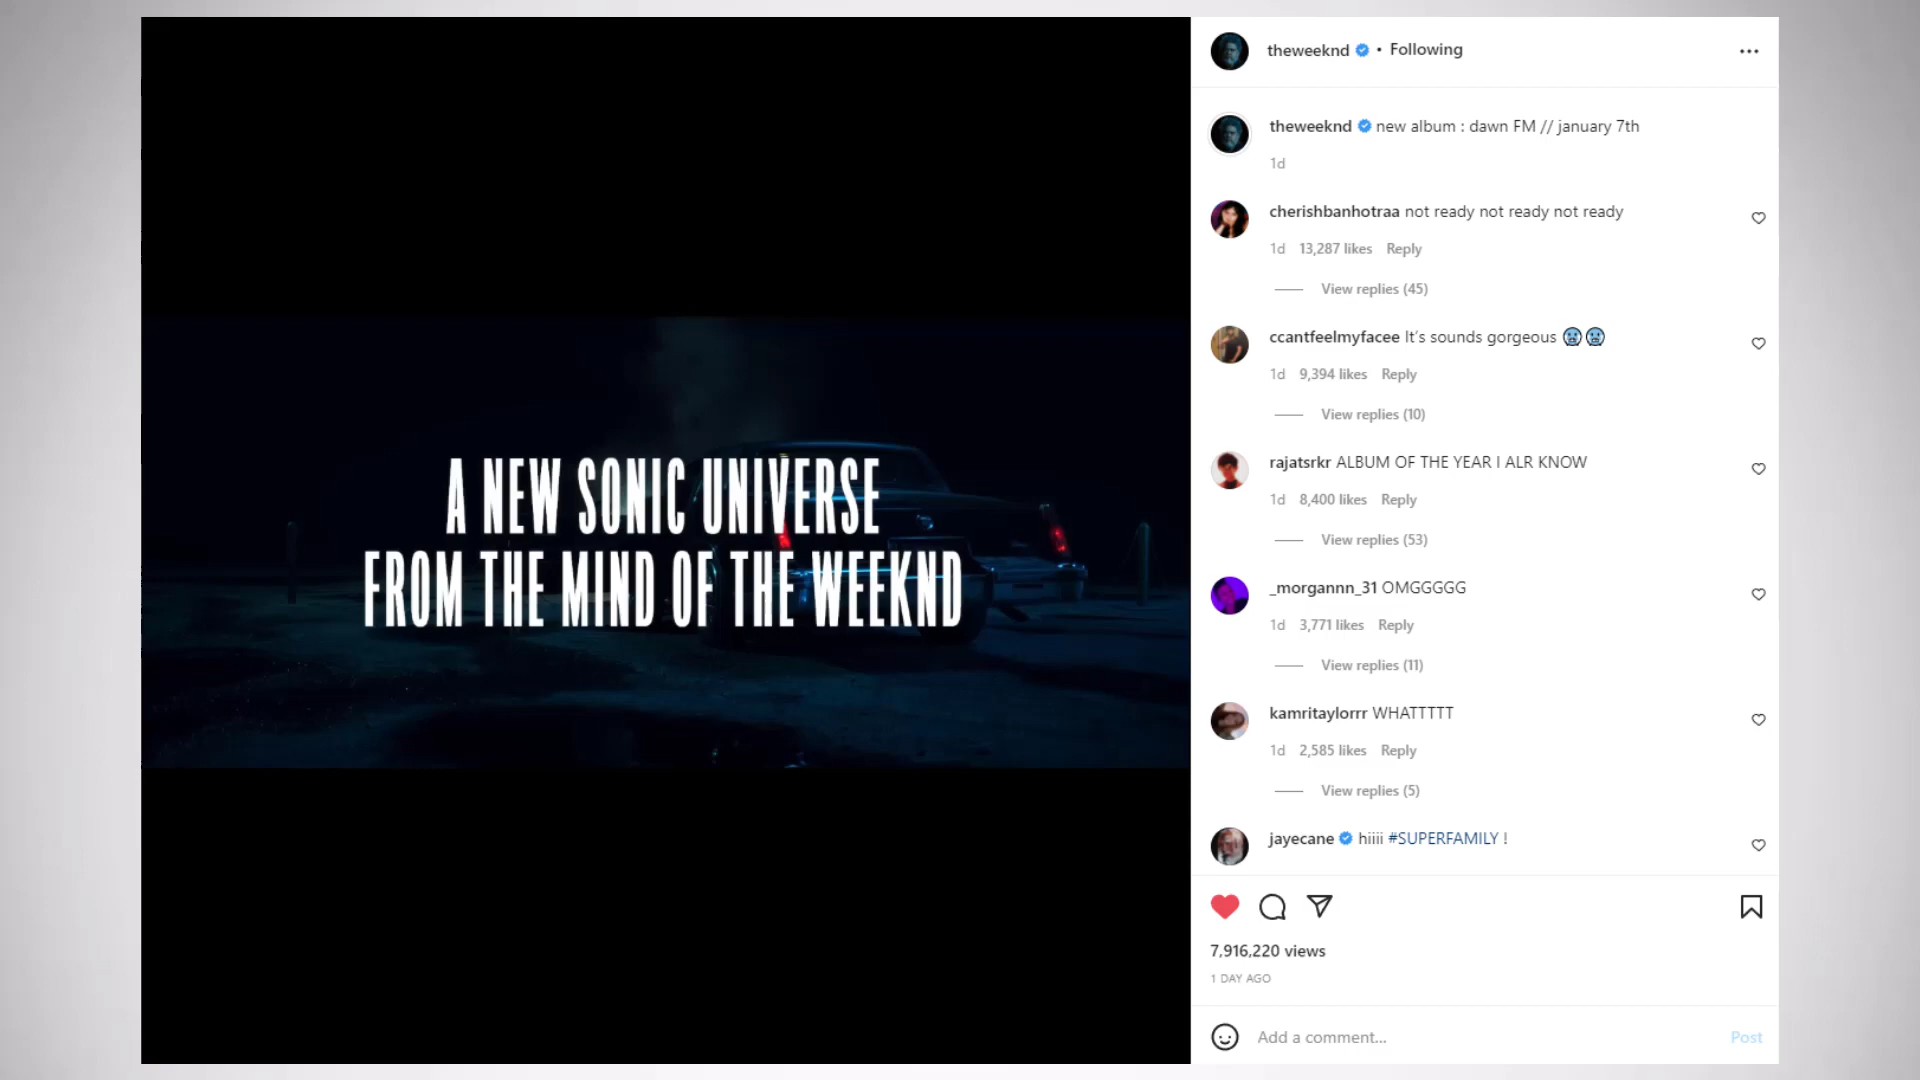 A NEW SONIC UNIVERSE
FROM THE MIND OF THE WEEKND
theweeknd • Following
theweeknd new album : dawn FM // january 7th
1d
cherishbanhotraa not ready not ready not ready
1d 13,287 likes Reply
View replies (45)
ccantfeelmyfacee It's sounds gorgeous 🥶🥶
1d 9,394 likes Reply
View replies (10)
rajatsrkr ALBUM OF THE YEAR I ALR KNOW
1d 8,400 likes Reply
View replies (53)
_morgannn_31 OMGGGGG
1d 3,771 likes Reply
View replies (11)
kamritaylorrr WHATTTTT
1d 2,585 likes Reply
View replies (5)
jayecane hiiii #SUPERFAMILY !
7,916,220 views
1 DAY AGO
Add a comment...
Post